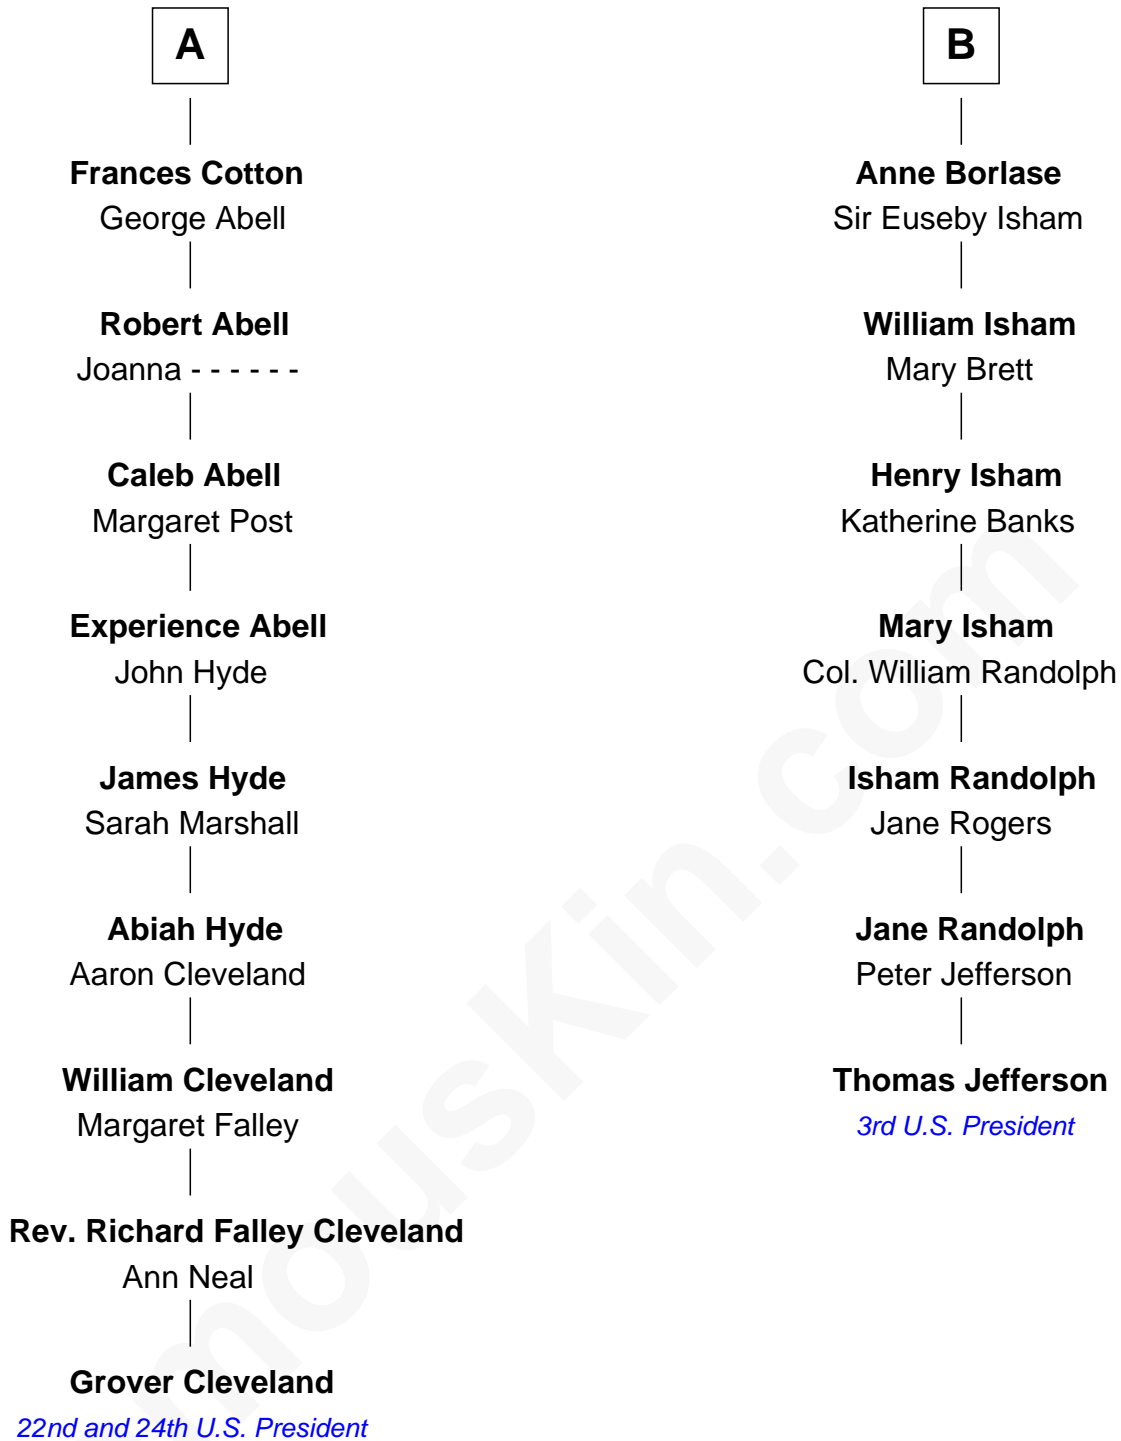 A
Frances Cotton
George Abell
Robert Abell
Joanna - - - - - -
Caleb Abell
Margaret Post
Experience Abell
John Hyde
James Hyde
Sarah Marshall
Abiah Hyde
Aaron Cleveland
William Cleveland
Margaret Falley
Rev. Richard Falley Cleveland
Ann Neal
Grover Cleveland
22nd and 24th U.S. President
B
Anne Borlase
Sir Euseby Isham
William Isham
Mary Brett
Henry Isham
Katherine Banks
Mary Isham
Col. William Randolph
Isham Randolph
Jane Rogers
Jane Randolph
Peter Jefferson
Thomas Jefferson
3rd U.S. President
mousKin.com